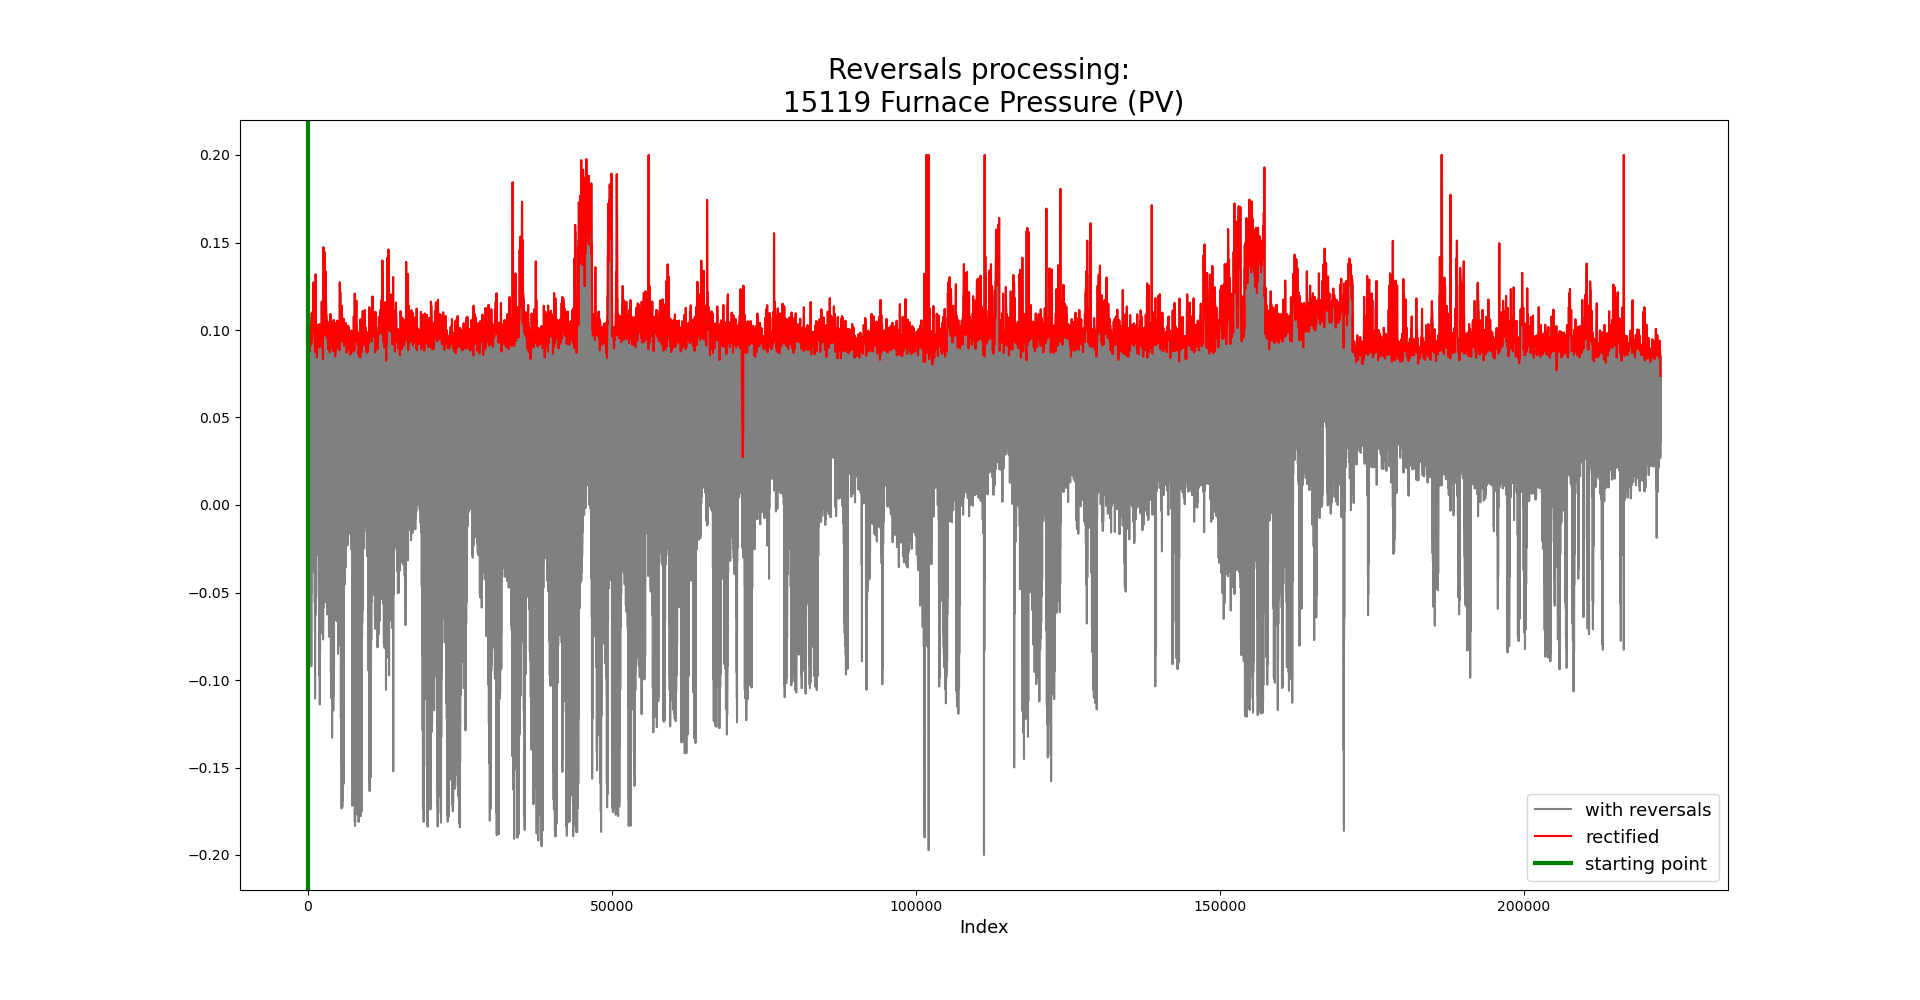 Reversals processing:
15119 Furnace Pressure (PV)
0.20
0.15
0.10
0.05
0.00
−0.05
−0.10
−0.15
−0.20
0
50000
100000
150000
200000
Index
with reversals
rectified
starting point